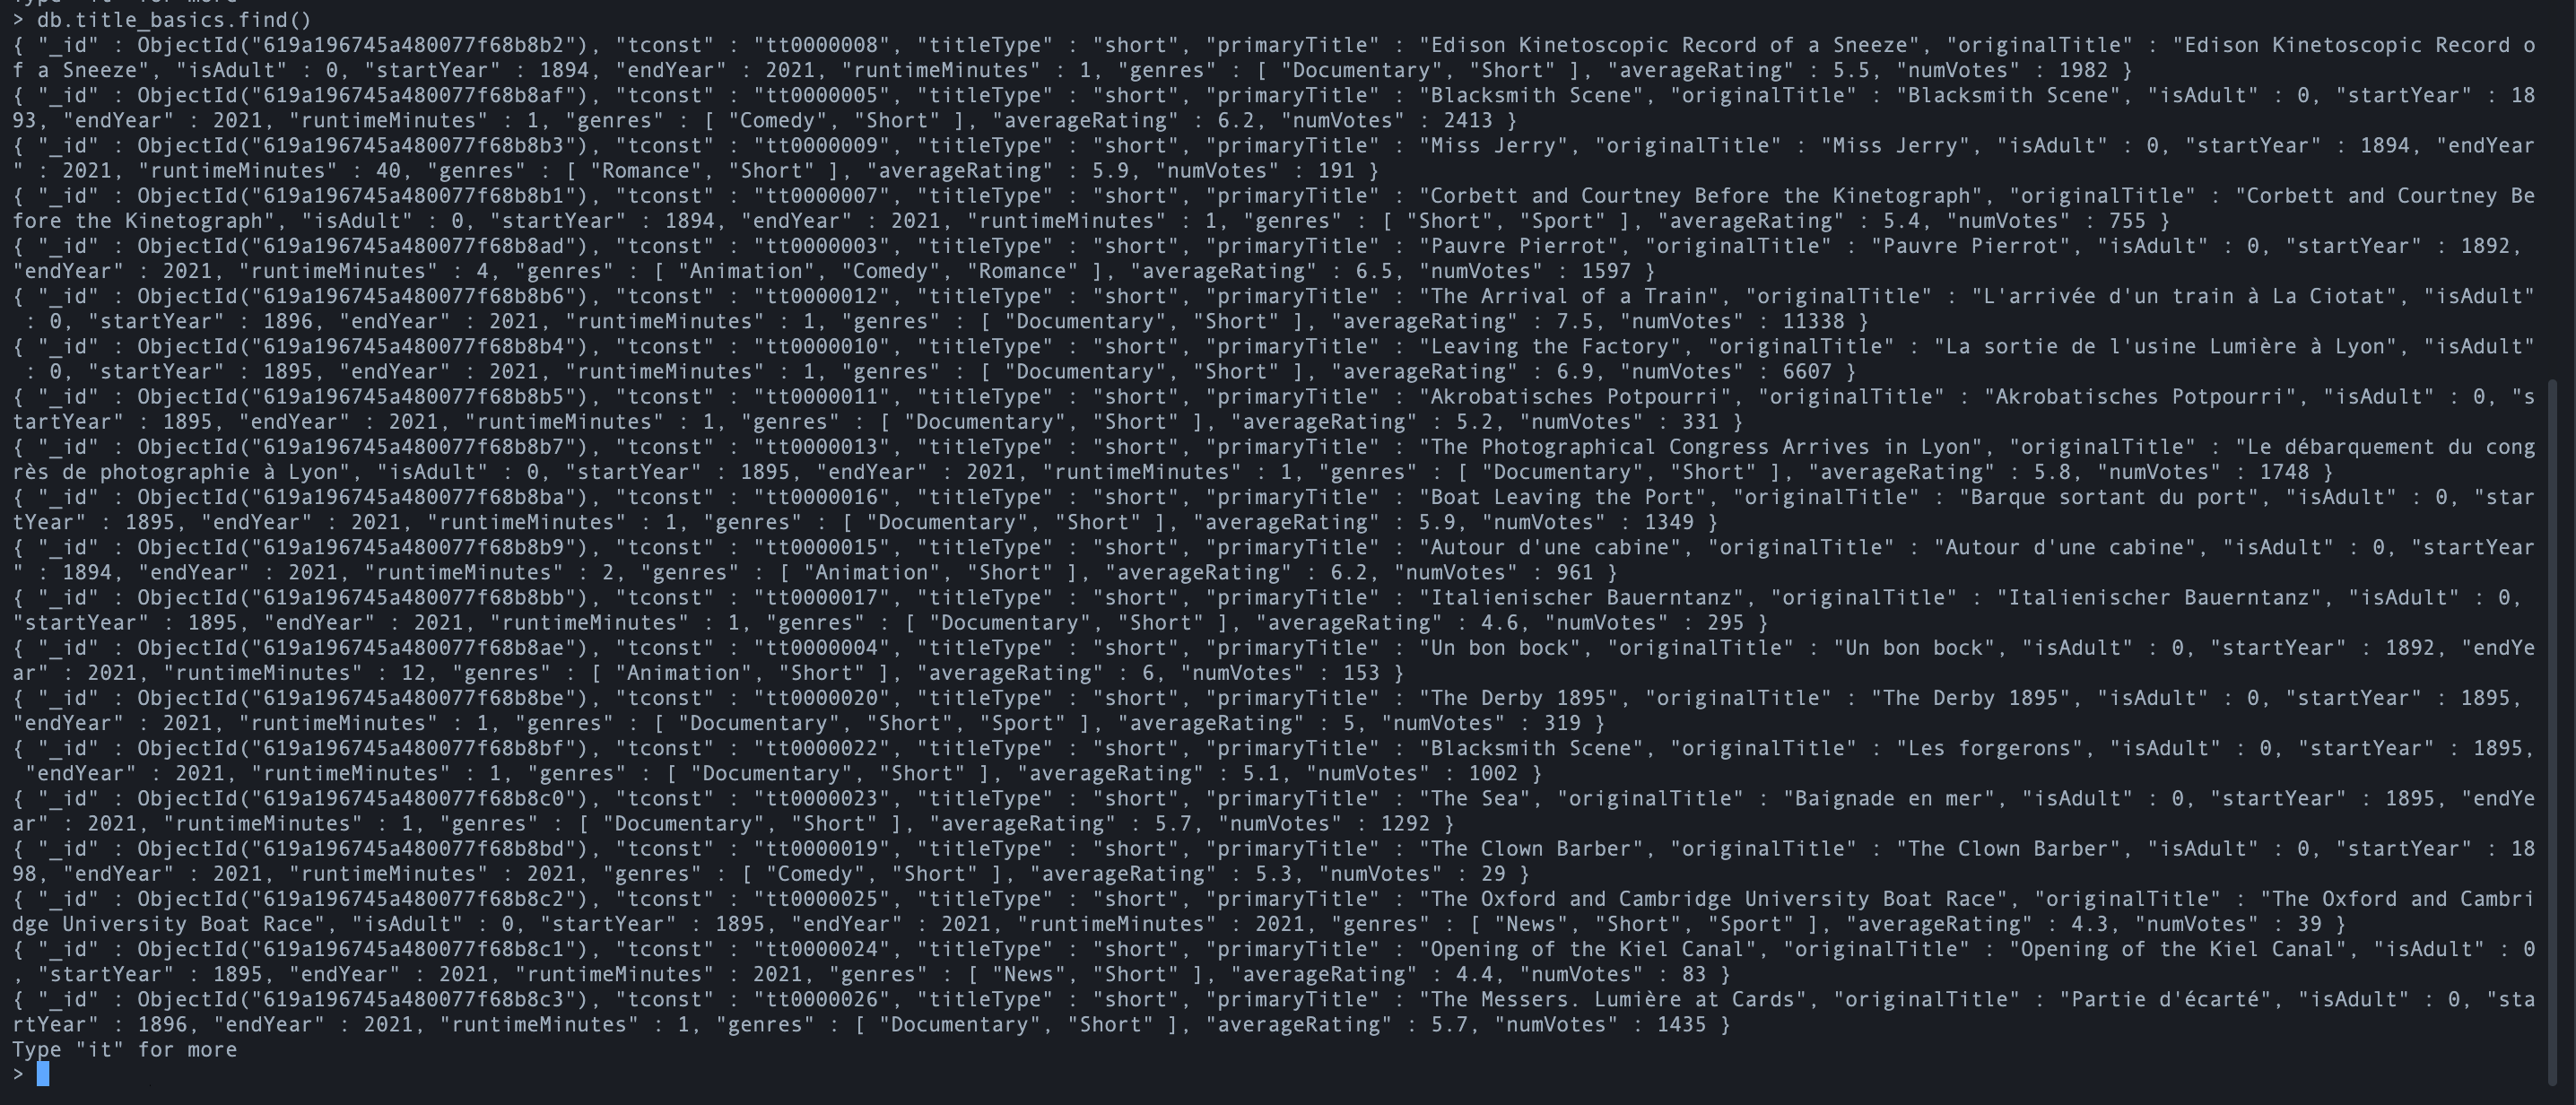 > db.title_basics.find()
{ "_id" : ObjectId("619a196745a480077f68b8b2"), "tconst" : "tt0000008", "titleType" : "short", "primaryTitle" : "Edison Kinetoscopic Record of a Sneeze", "originalTitle" : "Edison Kinetoscopic Record o
f a Sneeze", "isAdult" : 0, "startYear" : 1894, "endYear" : 2021, "runtimeMinutes" : 1, "genres" : [ "Documentary", "Short" ], "averageRating" : 5.5, "numVotes" : 1982 }
{ "_id" : ObjectId("619a196745a480077f68b8af"), "tconst" : "tt0000005", "titleType" : "short", "primaryTitle" : "Blacksmith Scene", "originalTitle" : "Blacksmith Scene", "isAdult" : 0, "startYear" : 18
93, "endYear" : 2021, "runtimeMinutes" : 1, "genres" : [ "Comedy", "Short" ], "averageRating" : 6.2, "numVotes" : 2413 }
{ "_id" : ObjectId("619a196745a480077f68b8b3"), "tconst" : "tt0000009", "titleType" : "short", "primaryTitle" : "Miss Jerry", "originalTitle" : "Miss Jerry", "isAdult" : 0, "startYear" : 1894, "endYear
" : 2021, "runtimeMinutes" : 40, "genres" : [ "Romance", "Short" ], "averageRating" : 5.9, "numVotes" : 191 }
{ "_id" : ObjectId("619a196745a480077f68b8b1"), "tconst" : "tt0000007", "titleType" : "short", "primaryTitle" : "Corbett and Courtney Before the Kinetograph", "originalTitle" : "Corbett and Courtney Be
fore the Kinetograph", "isAdult" : 0, "startYear" : 1894, "endYear" : 2021, "runtimeMinutes" : 1, "genres" : [ "Short", "Sport" ], "averageRating" : 5.4, "numVotes" : 755 }
{ "_id" : ObjectId("619a196745a480077f68b8ad"), "tconst" : "tt0000003", "titleType" : "short", "primaryTitle" : "Pauvre Pierrot", "originalTitle" : "Pauvre Pierrot", "isAdult" : 0, "startYear" : 1892,
"endYear" : 2021, "runtimeMinutes" : 4, "genres" : [ "Animation", "Comedy", "Romance" ], "averageRating" : 6.5, "numVotes" : 1597 }
{ "_id" : ObjectId("619a196745a480077f68b8b6"), "tconst" : "tt0000012", "titleType" : "short", "primaryTitle" : "The Arrival of a Train", "originalTitle" : "L'arrivée d'un train à La Ciotat", "isAdult"
 : 0, "startYear" : 1896, "endYear" : 2021, "runtimeMinutes" : 1, "genres" : [ "Documentary", "Short" ], "averageRating" : 7.5, "numVotes" : 11338 }
{ "_id" : ObjectId("619a196745a480077f68b8b4"), "tconst" : "tt0000010", "titleType" : "short", "primaryTitle" : "Leaving the Factory", "originalTitle" : "La sortie de l'usine Lumière à Lyon", "isAdult"
 : 0, "startYear" : 1895, "endYear" : 2021, "runtimeMinutes" : 1, "genres" : [ "Documentary", "Short" ], "averageRating" : 6.9, "numVotes" : 6607 }
{ "_id" : ObjectId("619a196745a480077f68b8b5"), "tconst" : "tt0000011", "titleType" : "short", "primaryTitle" : "Akrobatisches Potpourri", "originalTitle" : "Akrobatisches Potpourri", "isAdult" : 0, "s
tartYear" : 1895, "endYear" : 2021, "runtimeMinutes" : 1, "genres" : [ "Documentary", "Short" ], "averageRating" : 5.2, "numVotes" : 331 }
{ "_id" : ObjectId("619a196745a480077f68b8b7"), "tconst" : "tt0000013", "titleType" : "short", "primaryTitle" : "The Photographical Congress Arrives in Lyon", "originalTitle" : "Le débarquement du cong
rès de photographie à Lyon", "isAdult" : 0, "startYear" : 1895, "endYear" : 2021, "runtimeMinutes" : 1, "genres" : [ "Documentary", "Short" ], "averageRating" : 5.8, "numVotes" : 1748 }
{ "_id" : ObjectId("619a196745a480077f68b8ba"), "tconst" : "tt0000016", "titleType" : "short", "primaryTitle" : "Boat Leaving the Port", "originalTitle" : "Barque sortant du port", "isAdult" : 0, "star
tYear" : 1895, "endYear" : 2021, "runtimeMinutes" : 1, "genres" : [ "Documentary", "Short" ], "averageRating" : 5.9, "numVotes" : 1349 }
{ "_id" : ObjectId("619a196745a480077f68b8b9"), "tconst" : "tt0000015", "titleType" : "short", "primaryTitle" : "Autour d'une cabine", "originalTitle" : "Autour d'une cabine", "isAdult" : 0, "startYear
" : 1894, "endYear" : 2021, "runtimeMinutes" : 2, "genres" : [ "Animation", "Short" ], "averageRating" : 6.2, "numVotes" : 961 }
{ "_id" : ObjectId("619a196745a480077f68b8bb"), "tconst" : "tt0000017", "titleType" : "short", "primaryTitle" : "Italienischer Bauerntanz", "originalTitle" : "Italienischer Bauerntanz", "isAdult" : 0,
"startYear" : 1895, "endYear" : 2021, "runtimeMinutes" : 1, "genres" : [ "Documentary", "Short" ], "averageRating" : 4.6, "numVotes" : 295 }
{ "_id" : ObjectId("619a196745a480077f68b8ae"), "tconst" : "tt0000004", "titleType" : "short", "primaryTitle" : "Un bon bock", "originalTitle" : "Un bon bock", "isAdult" : 0, "startYear" : 1892, "endYe
ar" : 2021, "runtimeMinutes" : 12, "genres" : [ "Animation", "Short" ], "averageRating" : 6, "numVotes" : 153 }
{ "_id" : ObjectId("619a196745a480077f68b8be"), "tconst" : "tt0000020", "titleType" : "short", "primaryTitle" : "The Derby 1895", "originalTitle" : "The Derby 1895", "isAdult" : 0, "startYear" : 1895,
"endYear" : 2021, "runtimeMinutes" : 1, "genres" : [ "Documentary", "Short", "Sport" ], "averageRating" : 5, "numVotes" : 319 }
{ "_id" : ObjectId("619a196745a480077f68b8bf"), "tconst" : "tt0000022", "titleType" : "short", "primaryTitle" : "Blacksmith Scene", "originalTitle" : "Les forgerons", "isAdult" : 0, "startYear" : 1895,
 "endYear" : 2021, "runtimeMinutes" : 1, "genres" : [ "Documentary", "Short" ], "averageRating" : 5.1, "numVotes" : 1002 }
{ "_id" : ObjectId("619a196745a480077f68b8c0"), "tconst" : "tt0000023", "titleType" : "short", "primaryTitle" : "The Sea", "originalTitle" : "Baignade en mer", "isAdult" : 0, "startYear" : 1895, "endYe
ar" : 2021, "runtimeMinutes" : 1, "genres" : [ "Documentary", "Short" ], "averageRating" : 5.7, "numVotes" : 1292 }
{ "_id" : ObjectId("619a196745a480077f68b8bd"), "tconst" : "tt0000019", "titleType" : "short", "primaryTitle" : "The Clown Barber", "originalTitle" : "The Clown Barber", "isAdult" : 0, "startYear" : 18
98, "endYear" : 2021, "runtimeMinutes" : 2021, "genres" : [ "Comedy", "Short" ], "averageRating" : 5.3, "numVotes" : 29 }
{ "_id" : ObjectId("619a196745a480077f68b8c2"), "tconst" : "tt0000025", "titleType" : "short", "primaryTitle" : "The Oxford and Cambridge University Boat Race", "originalTitle" : "The Oxford and Cambri
dge University Boat Race", "isAdult" : 0, "startYear" : 1895, "endYear" : 2021, "runtimeMinutes" : 2021, "genres" : [ "News", "Short", "Sport" ], "averageRating" : 4.3, "numVotes" : 39 }
{ "_id" : ObjectId("619a196745a480077f68b8c1"), "tconst" : "tt0000024", "titleType" : "short", "primaryTitle" : "Opening of the Kiel Canal", "originalTitle" : "Opening of the Kiel Canal", "isAdult" : 0
, "startYear" : 1895, "endYear" : 2021, "runtimeMinutes" : 2021, "genres" : [ "News", "Short" ], "averageRating" : 4.4, "numVotes" : 83 }
{ "_id" : ObjectId("619a196745a480077f68b8c3"), "tconst" : "tt0000026", "titleType" : "short", "primaryTitle" : "The Messers. Lumière at Cards", "originalTitle" : "Partie d'écarté", "isAdult" : 0, "sta
rtYear" : 1896, "endYear" : 2021, "runtimeMinutes" : 1, "genres" : [ "Documentary", "Short" ], "averageRating" : 5.7, "numVotes" : 1435 }
Type "it" for more
>